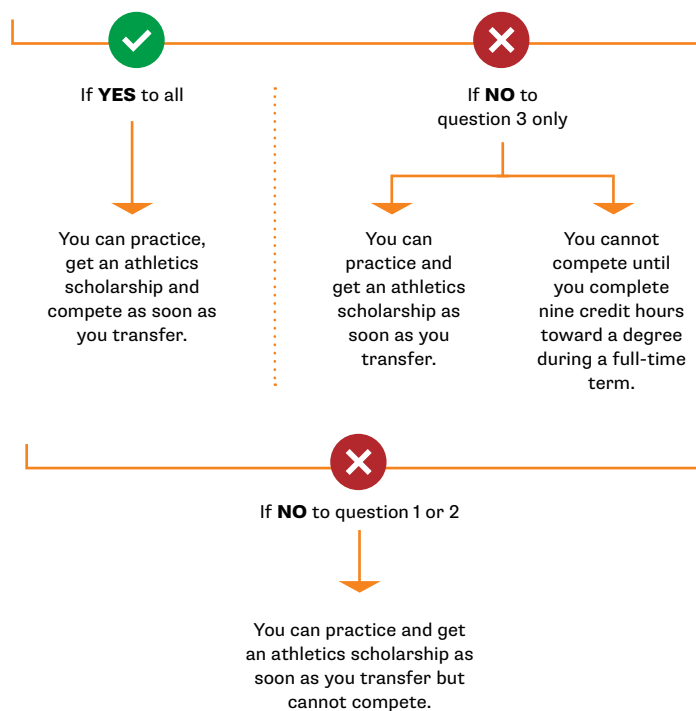 If YES to all
You can practice,
get an athletics
scholarship and
compete as soon as
you transfer.
If NO to
question 3 only
You can
practice and
get an athletics
scholarship as
soon as you
transfer.
You cannot
compete until
you complete
nine credit hours
toward a degree
during a full-time
term.
If NO to question 1 or 2
You can practice and get
an athletics scholarship as
soon as you transfer but
cannot compete.